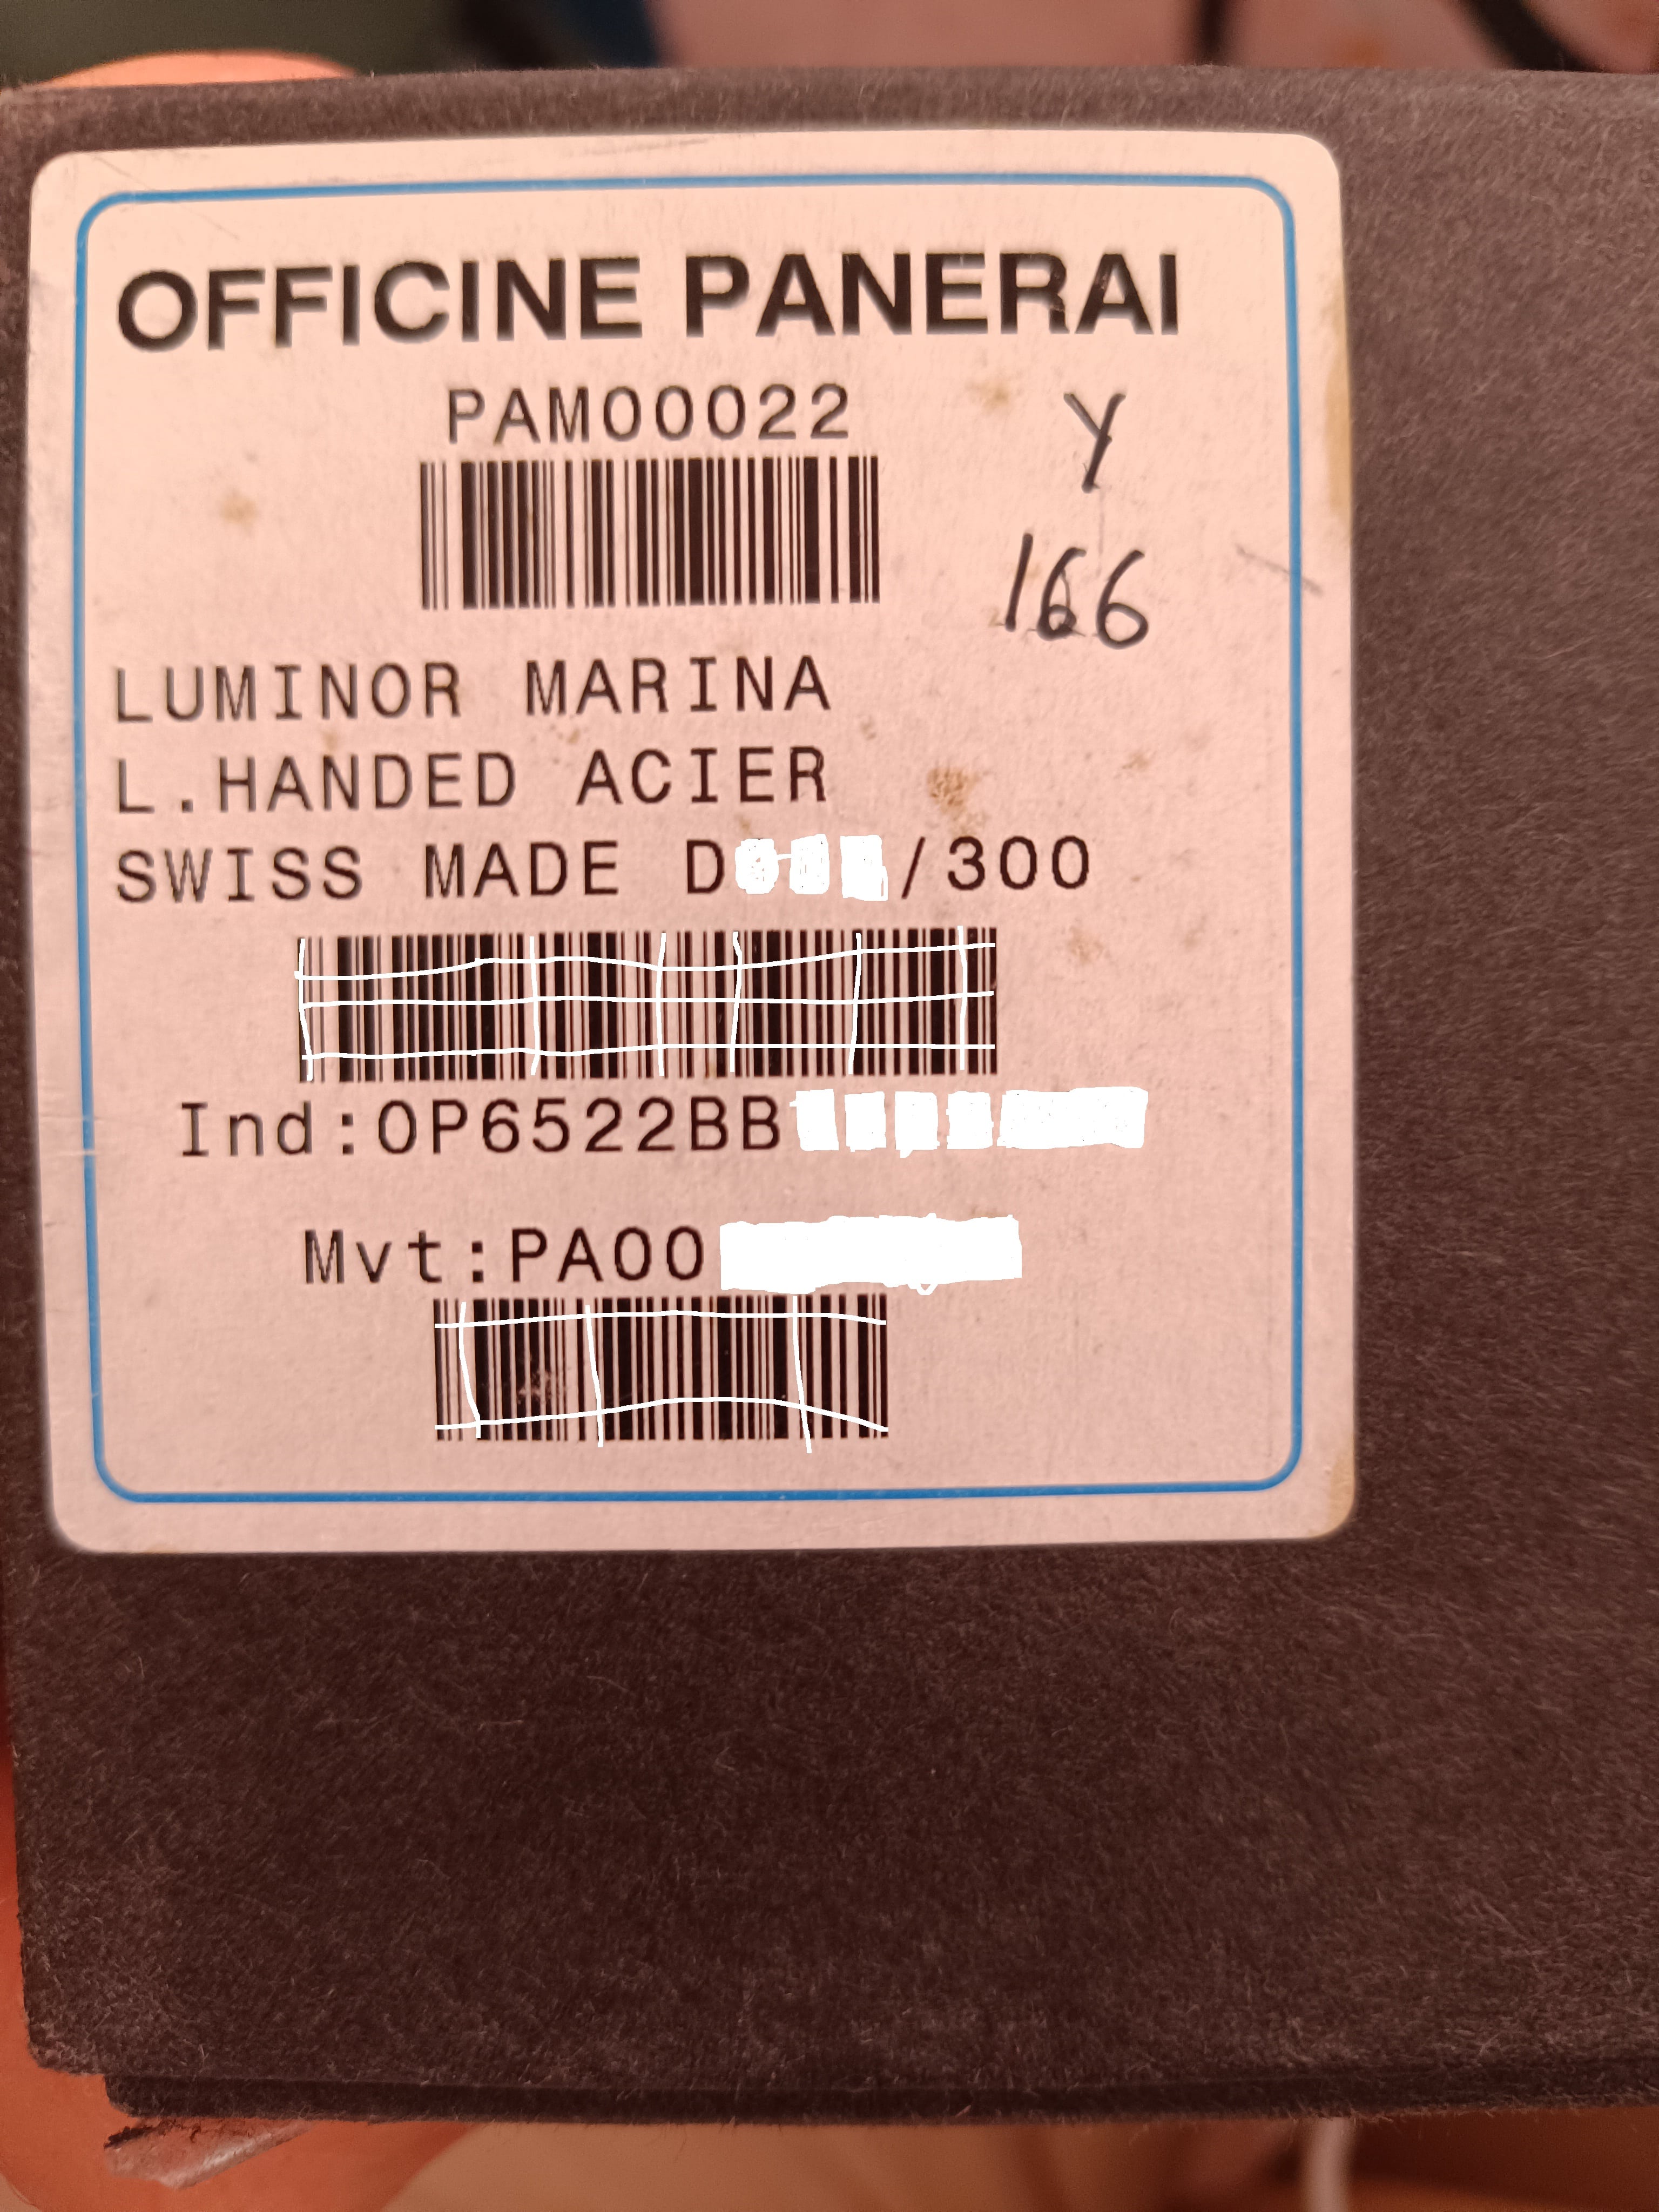 OFFICINE PANERAI
PAM00022
Y
166
LUMINOR MARINA
L.HANDED ACIER
SWISS MADE D /300
Ind:OP6522BB
Mvt:PA00